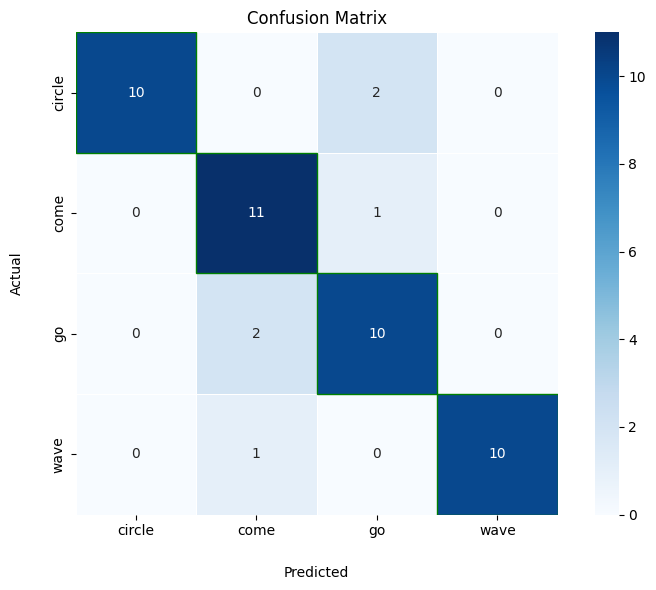 Confusion Matrix
circle 10 0 2 0
come 0 11 1 0
go 0 2 10 0
wave 0 1 0 10
circle come go wave
Predicted
Actual
10
8
6
4
2
0